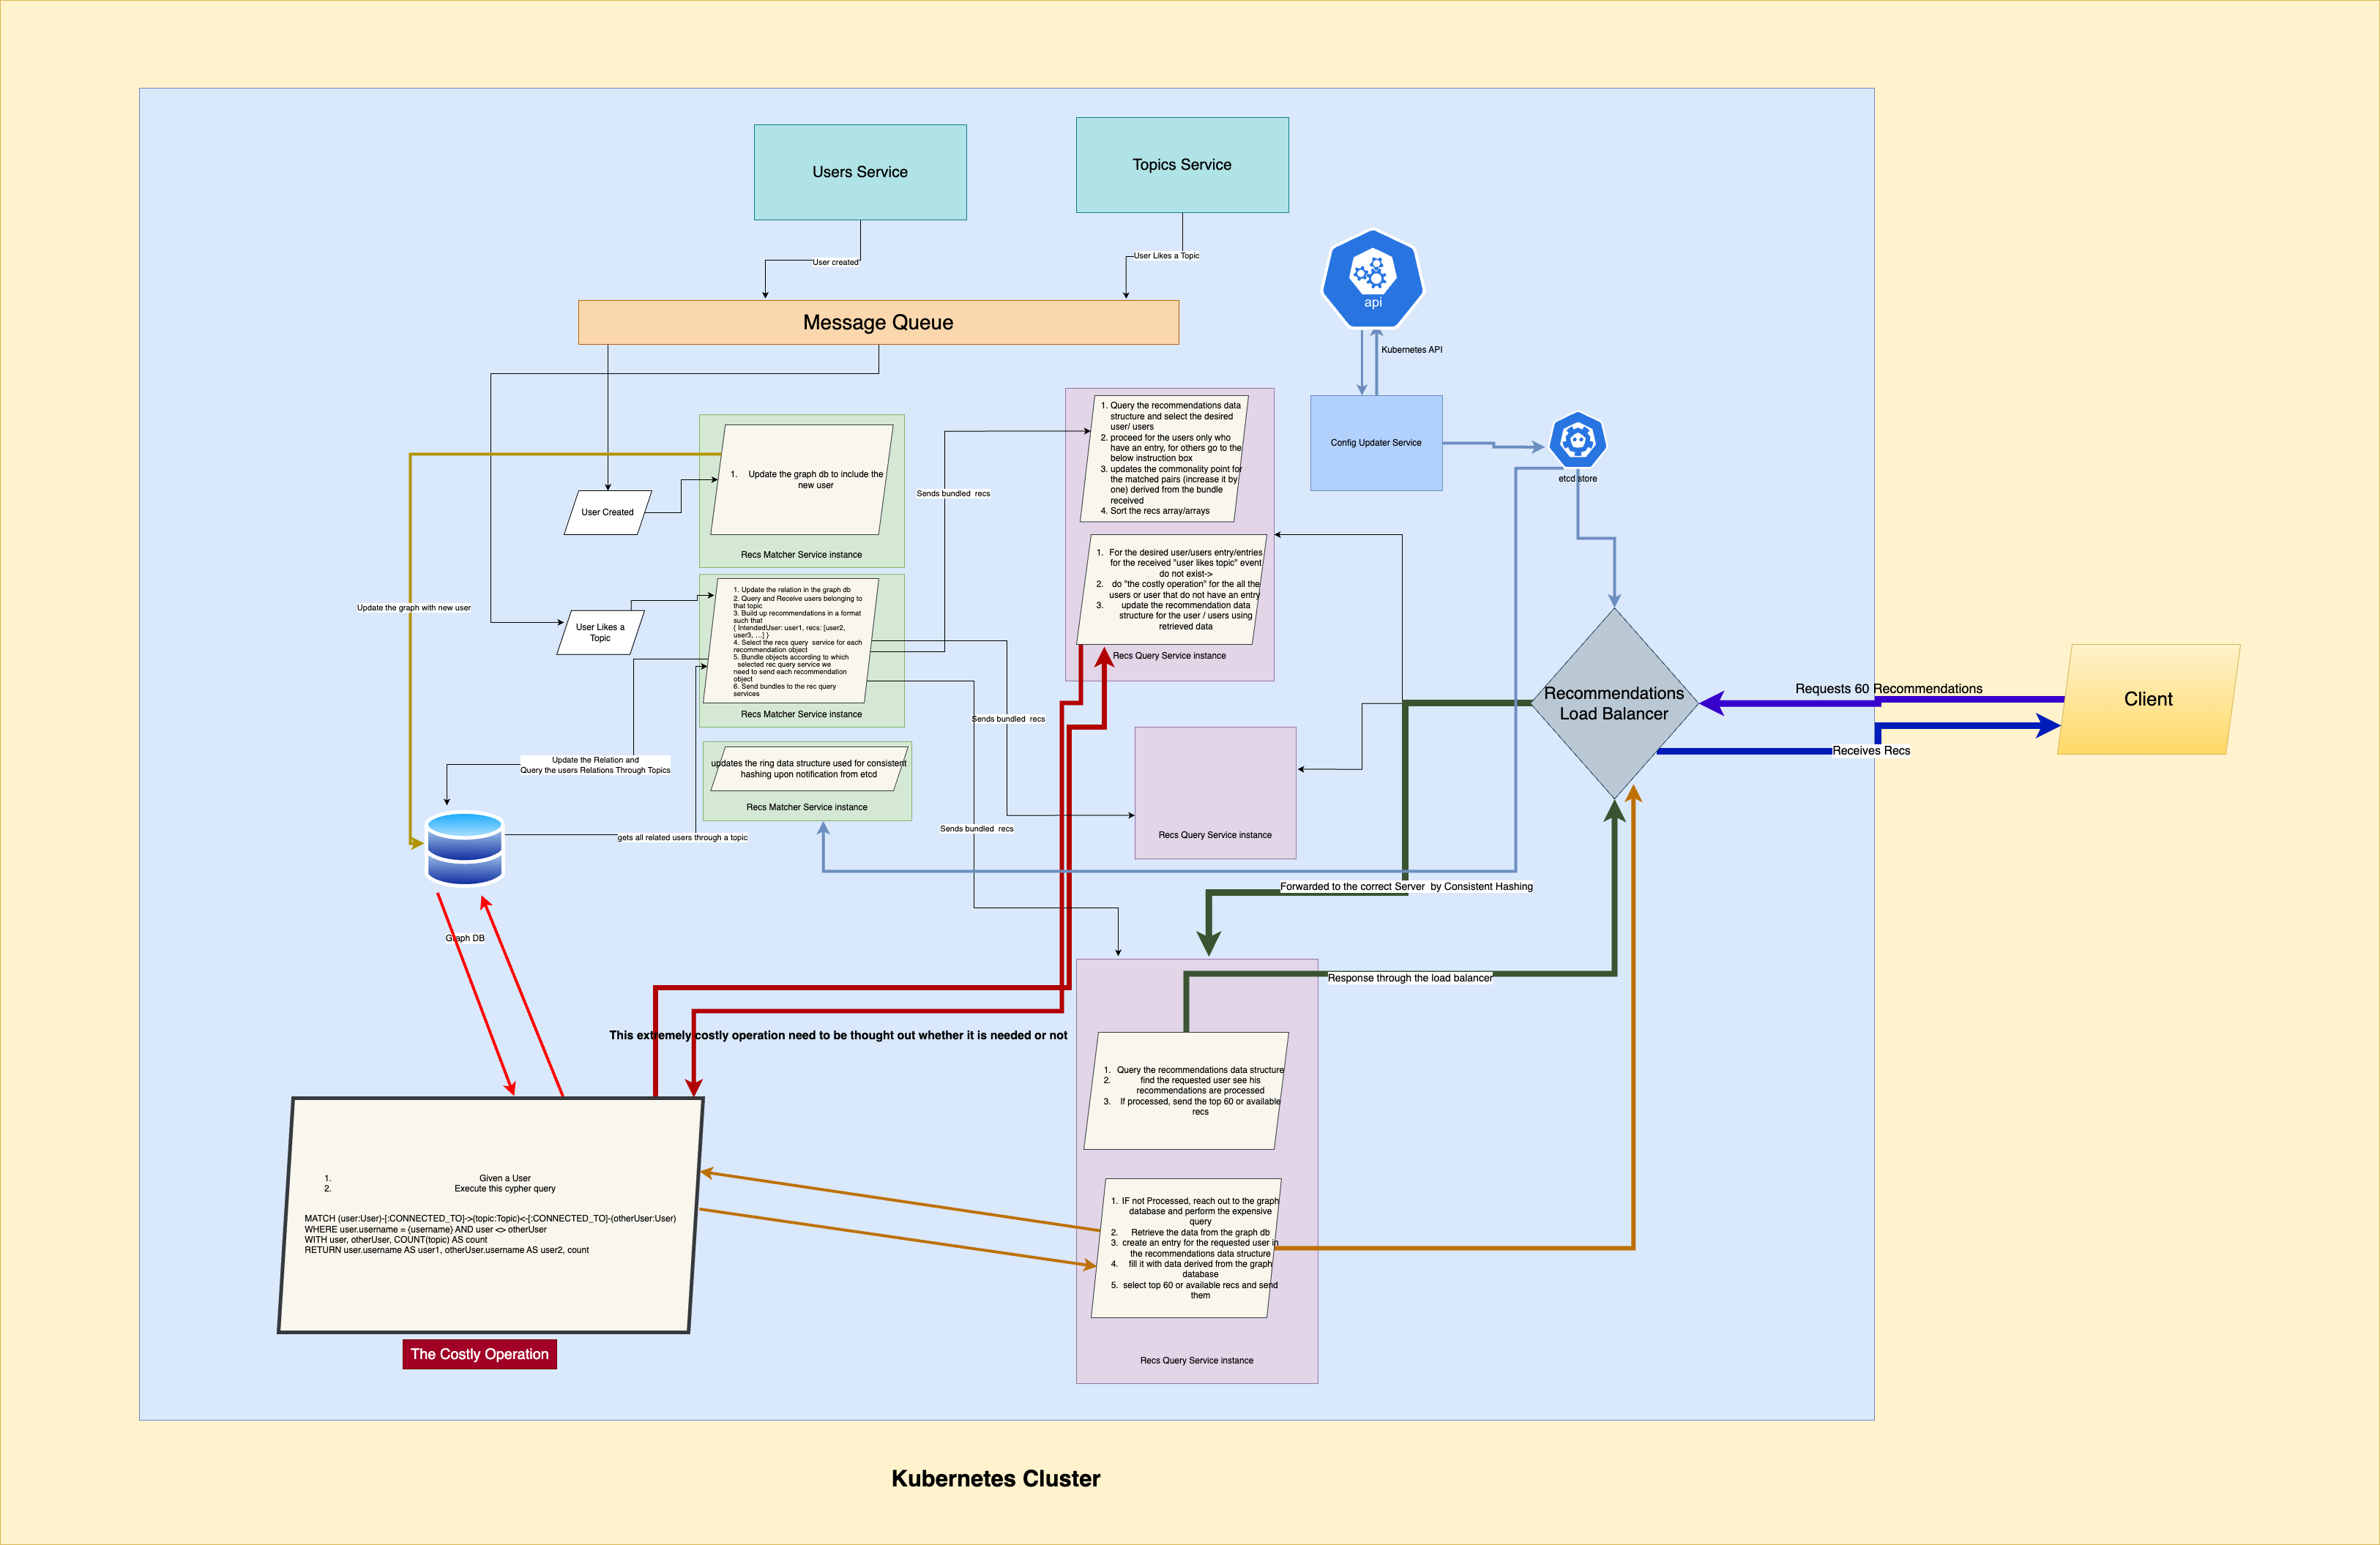 Users Service
Topics Service
User created
User Likes a Topic
Message Queue
api
Kubernetes API
Config Updater Service
etcd store
1. Update the graph db to include the
new user
Recs Matcher Service instance
User Created
Update the graph with new user
User Likes a
Topic
1. Update the relation in the graph db
2. Query and Receive users belonging to
that topic
3. Build up recommendations in a format
such that
{ IntendedUser: user1, recs: [user2,
user3, ...] }
4. Select the recs query service for each
recommendation object
5. Bundle objects according to which
selected rec query service we
need to send each recommendation
object
6. Send bundles to the rec query
services
Recs Matcher Service instance
updates the ring data structure used for consistent
hashing upon notification from etcd
Recs Matcher Service instance
Sends bundled recs
Sends bundled recs
Sends bundled recs
1. Query the recommendations data
structure and select the desired
user/ users
2. proceed for the users only who
have an entry, for others go to the
below instruction box
3. updates the commonality point for
the matched pairs (increase it by
one) derived from the bundle
received
4. Sort the recs array/arrays
1. For the desired user/users entry/entries
for the received "user likes topic" event
do not exist->
2. do "the costly operation" for the all the
users or user that do not have an entry
3. update the recommendation data
structure for the user / users using
retrieved data
Recs Query Service instance
Recs Query Service instance
Update the Relation and
Query the users Relations Through Topics
gets all related users through a topic
Graph DB
Recommendations
Load Balancer
Requests 60 Recommendations
Receives Recs
Client
Forwarded to the correct Server by Consistent Hashing
Response through the load balancer
This extremely costly operation need to be thought out whether it is needed or not
1. Query the recommendations data structure
2. find the requested user see his
recommendations are processed
3. If processed, send the top 60 or available
recs
1. IF not Processed, reach out to the graph
database and perform the expensive
query
2. Retrieve the data from the graph db
3. create an entry for the requested user in
the recommendations data structure
4. fill it with data derived from the graph
database
5. select top 60 or available recs and send
them
Recs Query Service instance
1. Given a User
2. Execute this cypher query
MATCH (user:User)-[:CONNECTED_TO]->(topic:Topic)<-[:CONNECTED_TO]-(otherUser:User)
WHERE user.username = {username} AND user <> otherUser
WITH user, otherUser, COUNT(topic) AS count
RETURN user.username AS user1, otherUser.username AS user2, count
The Costly Operation
Kubernetes Cluster